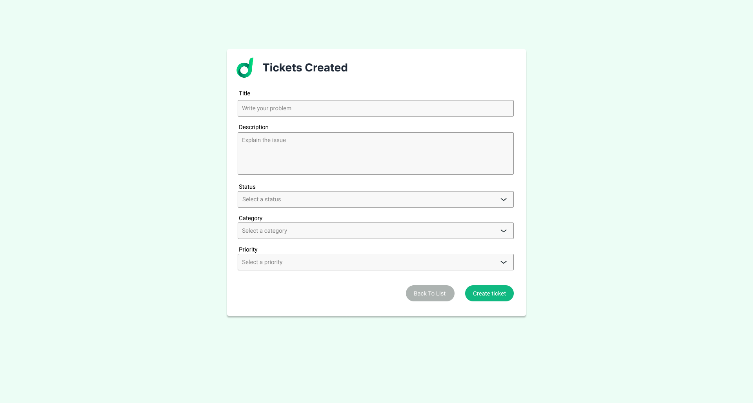 Tickets Created
Title
Write your problem
Description
Explain the issue
Status
Select a status
Category
Select a category
Priority
Select a priority
Back To List
Create ticket